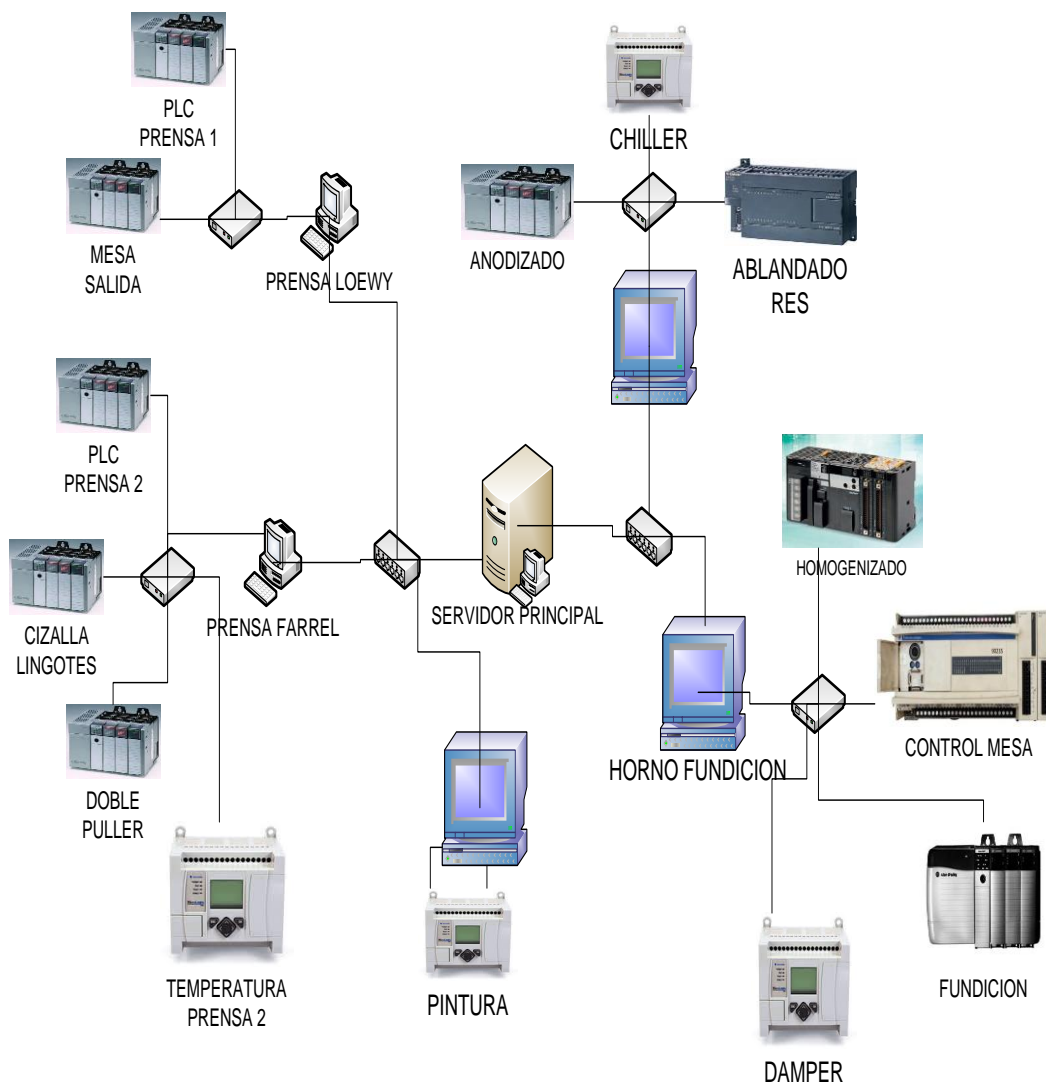 PLC
PRENSA 1
CHILLER
MESA
SALIDA
PRENSA LOEWY
ANODIZADO
ABLANDADO
RES
PLC
PRENSA 2
HOMOGENIZADO
CIZALLA
LINGOTES
PRENSA FARREL
SERVIDOR PRINCIPAL
CONTROL MESA
HORNO FUNDICION
DOBLE
PULLER
TEMPERATURA
PRENSA 2
PINTURA
FUNDICION
DAMPER